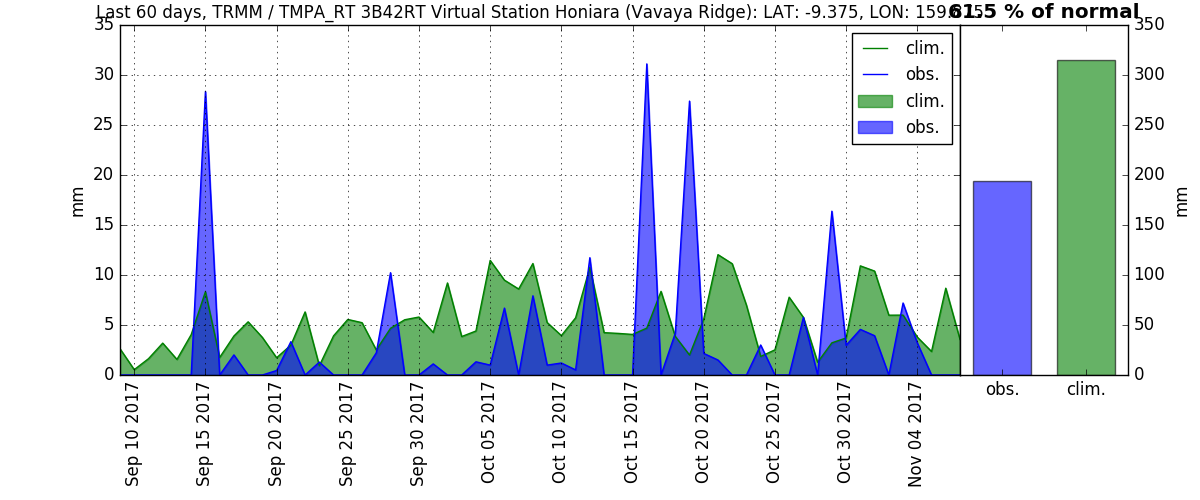 Last 60 days, TRMM / TMPA_RT 3B42RT Virtual Station Honiara (Vavaya Ridge): LAT: -9.375, LON:
61.5 % of normal
35
30
25
20
15
10
5
0
mm
clim.
obs.
clim.
obs.
350
300
250
200
150
100
50
0
mm
Sep 10 2017
Sep 15 2017
Sep 20 2017
Sep 25 2017
Sep 30 2017
Oct 05 2017
Oct 10 2017
Oct 15 2017
Oct 20 2017
Oct 25 2017
Oct 30 2017
Nov 04 2017
obs.
clim.